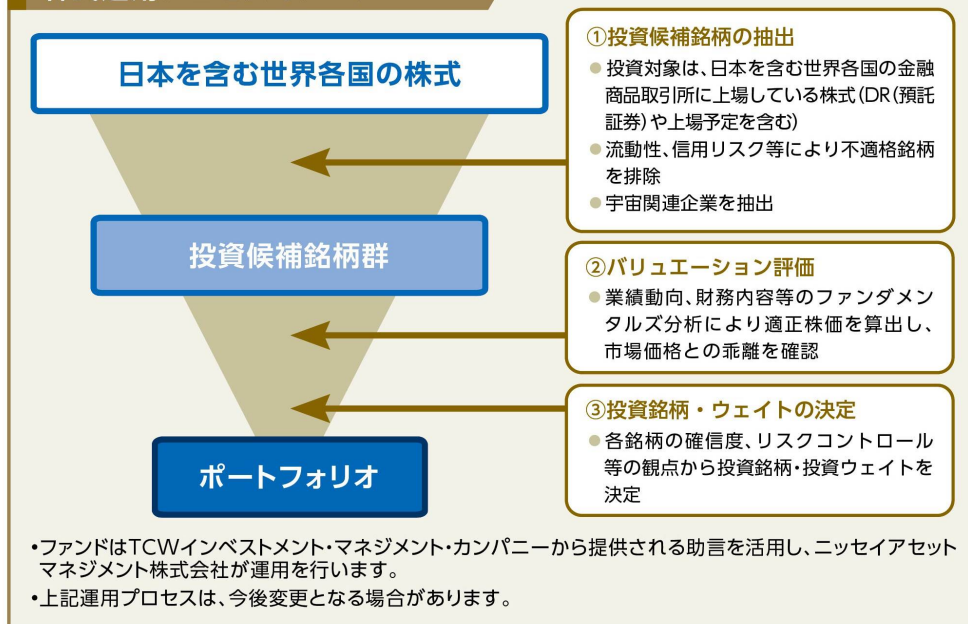 日本を含む世界各国の株式
①投資候補銘柄の抽出
●投資対象は、日本を含む世界各国の金融
商品取引所に上場している株式(DR(預託
証券)や上場予定を含む)
●流動性、信用リスク等により不適格銘柄
を排除
●宇宙関連企業を抽出
投資候補銘柄群
②バリュエーション評価
●業績動向、財務内容等のファンダメン
タルズ分析により適正株価を算出し、
市場価格との乖離を確認
③投資銘柄・ウェイトの決定
●各銘柄の確信度、リスクコントロール
等の観点から投資銘柄・投資ウェイトを
決定
ポートフォリオ
・ファンドはTCWインベストメント・マネジメント・カンパニーから提供される助言を活用し、ニッセイアセット
マネジメント株式会社が運用を行います。
・上記運用プロセスは、今後変更となる場合があります。